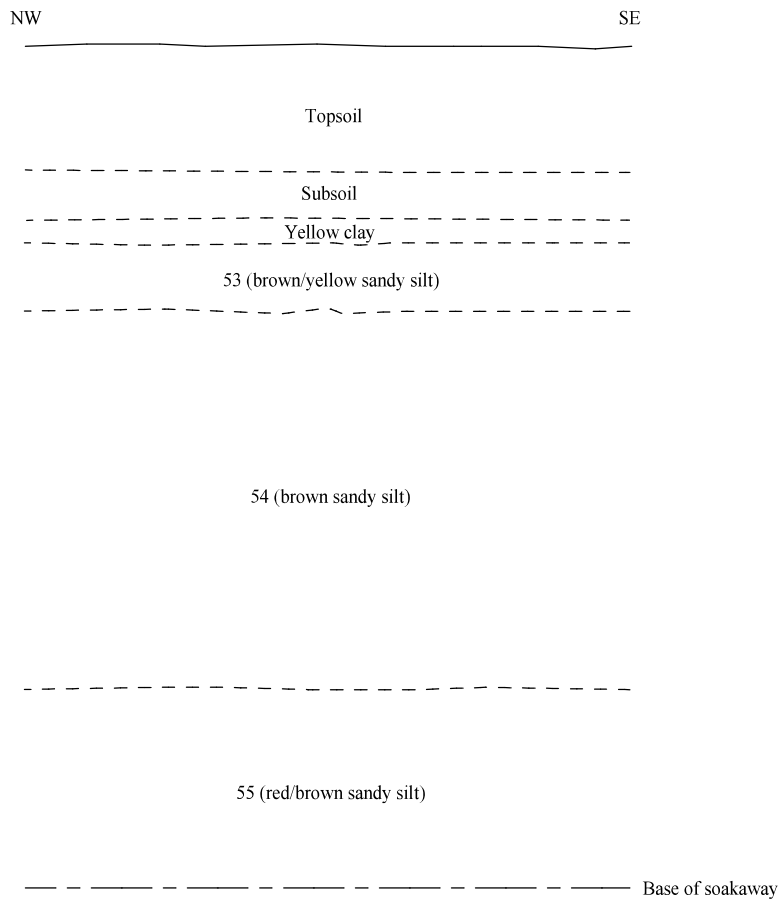 NW SE
Topsoil
Subsoil
Yellow clay
53 (brown/yellow sandy silt)
54 (brown sandy silt)
55 (red/brown sandy silt)
Base of soakaway